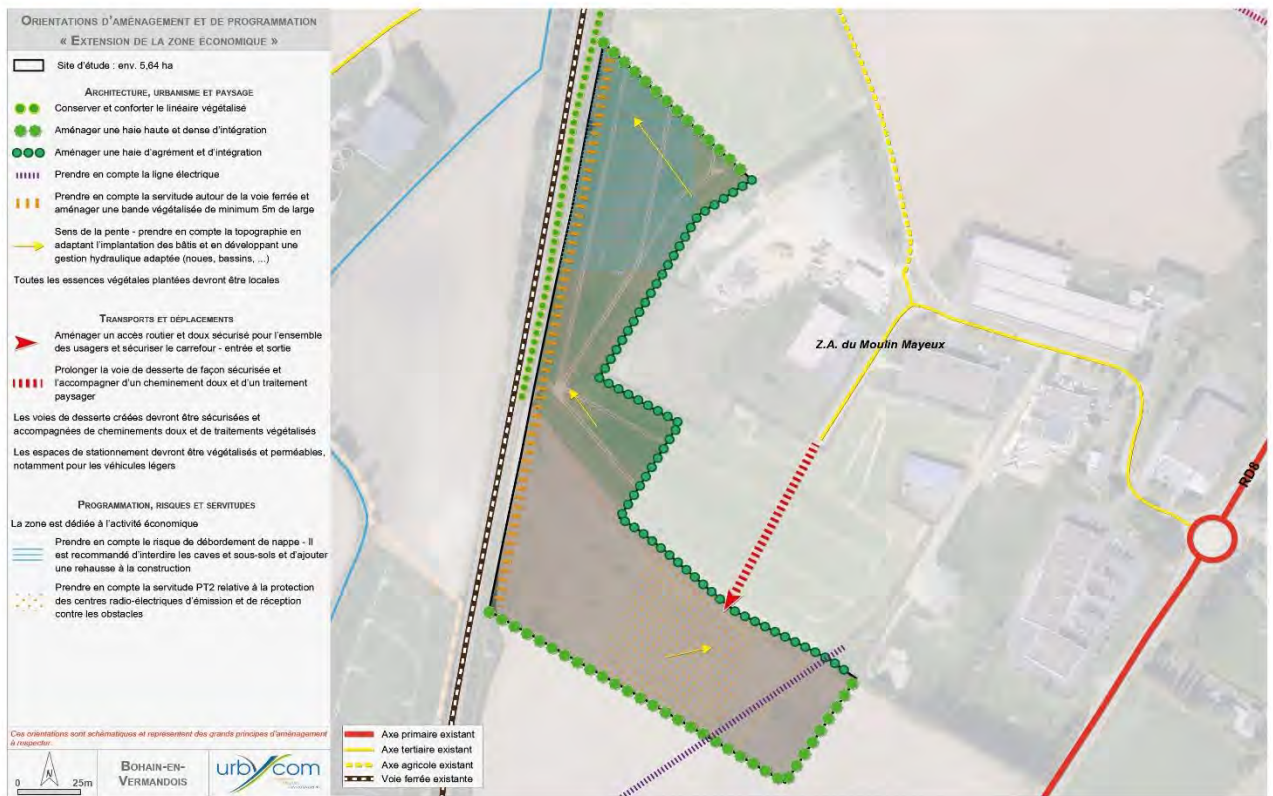 ORIENTATIONS D'AMÉNAGEMENT ET DE PROGRAMMATION
« EXTENSION DE LA ZONE ÉCONOMIQUE »
Site d'étude : env. 5,64 ha
ARCHITECTURE, URBANISME ET PAYSAGE
Conserver et conforter le linéaire végétalisé
Aménager une haie haute et dense d'intégration
Aménager une haie d'agrément et d'intégration
Prendre en compte la ligne électrique
Prendre en compte la servitude autour de la voie ferrée et
aménager une bande végétalisée de minimum 5m de large
Sens de la pente - prendre en compte la topographie en
adaptant l'implantation des bâtis et en développant une
gestion hydraulique adaptée (noues, bassins, ...)
Toutes les essences végétales plantées devront être locales
TRANSPORTS ET DÉPLACEMENTS
Aménager un accès routier et doux sécurisé pour l'ensemble
des usagers et sécuriser le carrefour - entrée et sortie
Prolonger la voie de desserte de façon sécurisée et
l'accompagner d'un cheminement doux et d'un traitement
paysager
Les voies de desserte créées devront être sécurisées et
accompagnées de cheminements doux et de traitements végétalisés
Les espaces de stationnement devront être végétalisés et perméables,
notamment pour les véhicules légers
PROGRAMMATION, RISQUES ET SERVITUDES
La zone est dédiée à l'activité économique
Prendre en compte le risque de débordement de nappe - Il
est recommandé d'interdire les caves et sous-sols et d'ajouter
une rehausse à la construction
Prendre en compte la servitude PT2 relative à la protection
des centres radio-électriques d'émission et de réception
contre les obstacles
Ces orientations sont schématiques et représentent des grands principes d'aménagement
à respecter.
N
0 25m
BOHAIN-EN-
VERMANDOIS
urbycom
Z.A. du Moulin Mayeux
RD8
Axe primaire existant
Axe tertiaire existant
Axe agricole existant
Voie ferrée existante